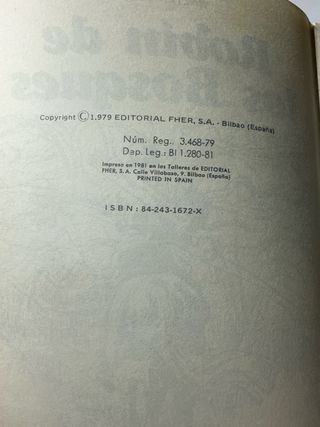 Copyright © 1.979 EDITORIAL FHER, S.A. - Bilbao (España)
Núm. Reg.. 3.468-79
Dap. Leg.: BI 1.280-81
Impreso en 1981 en los Talleres de EDITORIAL
FHER, S.A. Calle Villabaso, 9. Bilbao (España)
PRINTED IN SPAIN
ISBN: 84-243-1672-X